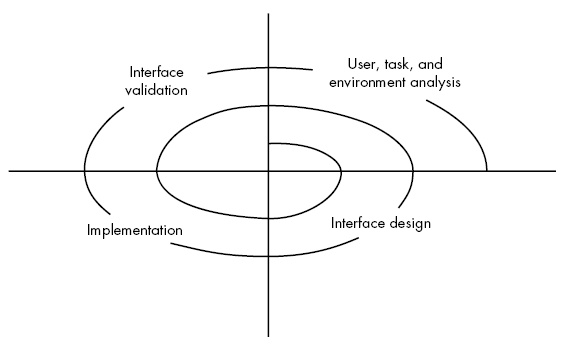 Interface
validation
User, task, and
environment analysis
Implementation
Interface design